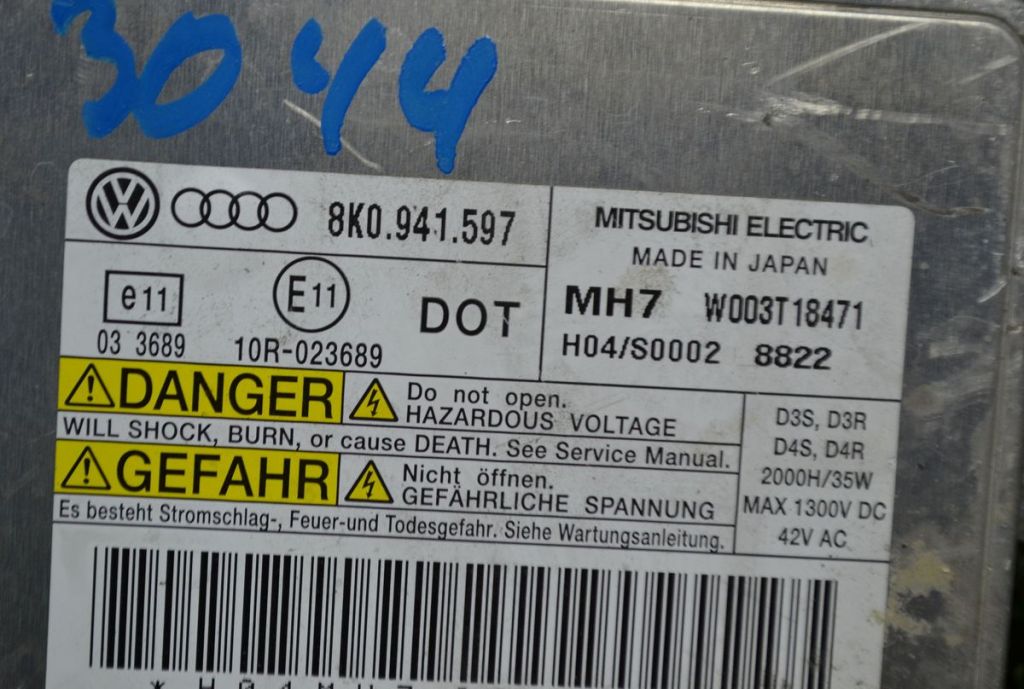 3044
8K0.941.597
MITSUBISHI ELECTRIC
MADE IN JAPAN
e11
E11
DOT
MH7 W003T18471
03 3689
10R-023689
H04/S0002 8822
DANGER
Do not open.
HAZARDOUS VOLTAGE
WILL SHOCK, BURN, or cause DEATH. See Service Manual.
GEFAHR
Nicht öffnen.
GEFÄHRLICHE SPANNUNG
Es besteht Stromschlag-, Feuer-und Todesgefahr. Siehe Wartungsanleitung.
D3S, D3R
D4S, D4R
2000H/35W
MAX 1300V DC
42V AC